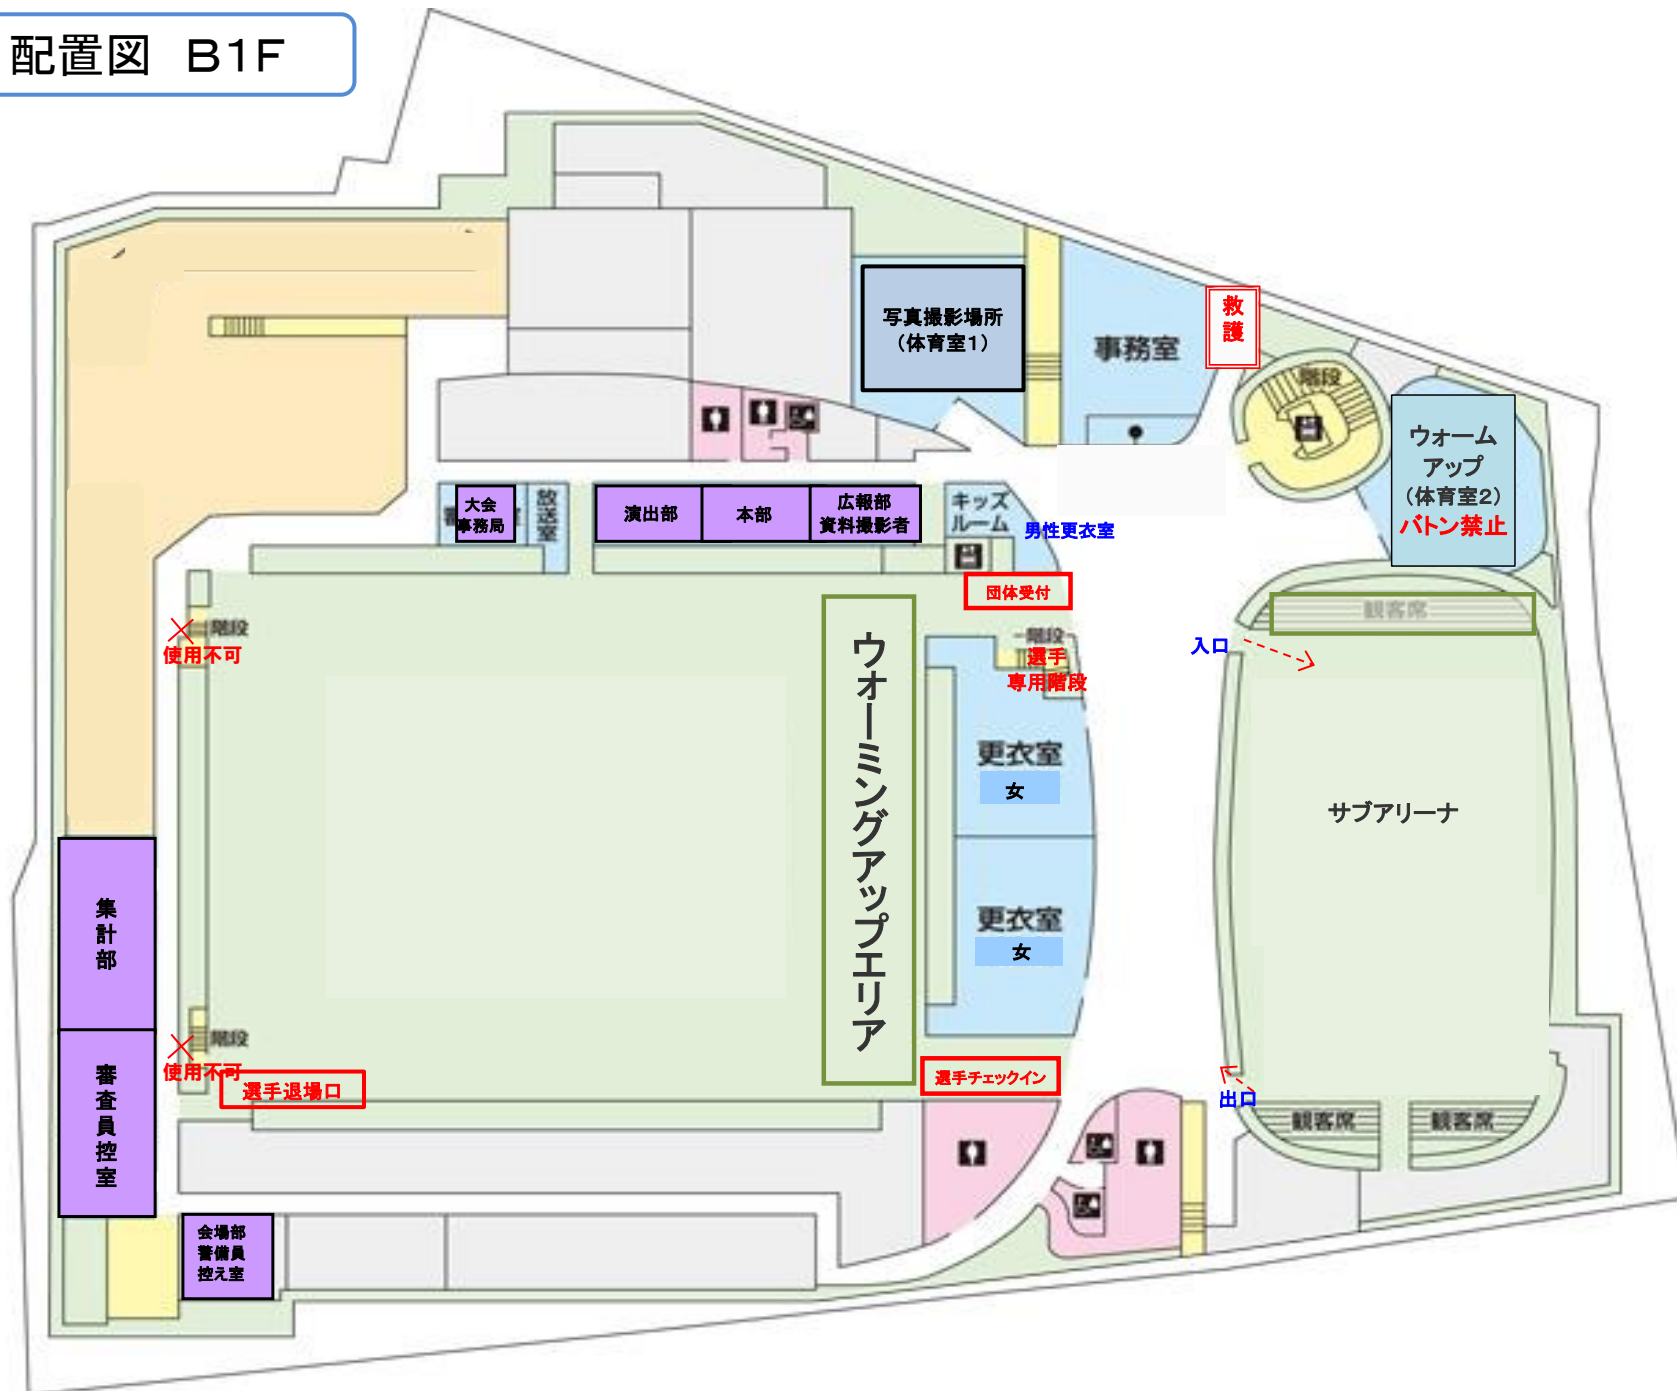 配置図 B1F
写真撮影場所
(体育室1)
事務室
救
護
階段
ウォーム
アップ
(体育室2)
バトン禁止
大会
事務局
放送室
演出部
本部
広報部
資料撮影者
キッズ
ルーム
男性更衣室
団体受付
観客席
階段
使用不可
階段
選手
専用階段
入口
ウオーミングアップエリア
更衣室
女
サブアリーナ
更衣室
女
集計部
階段
使用不可
審査員控室
選手退場口
選手チェックイン
出口
観客席
観客席
会場部
警備員
控え室